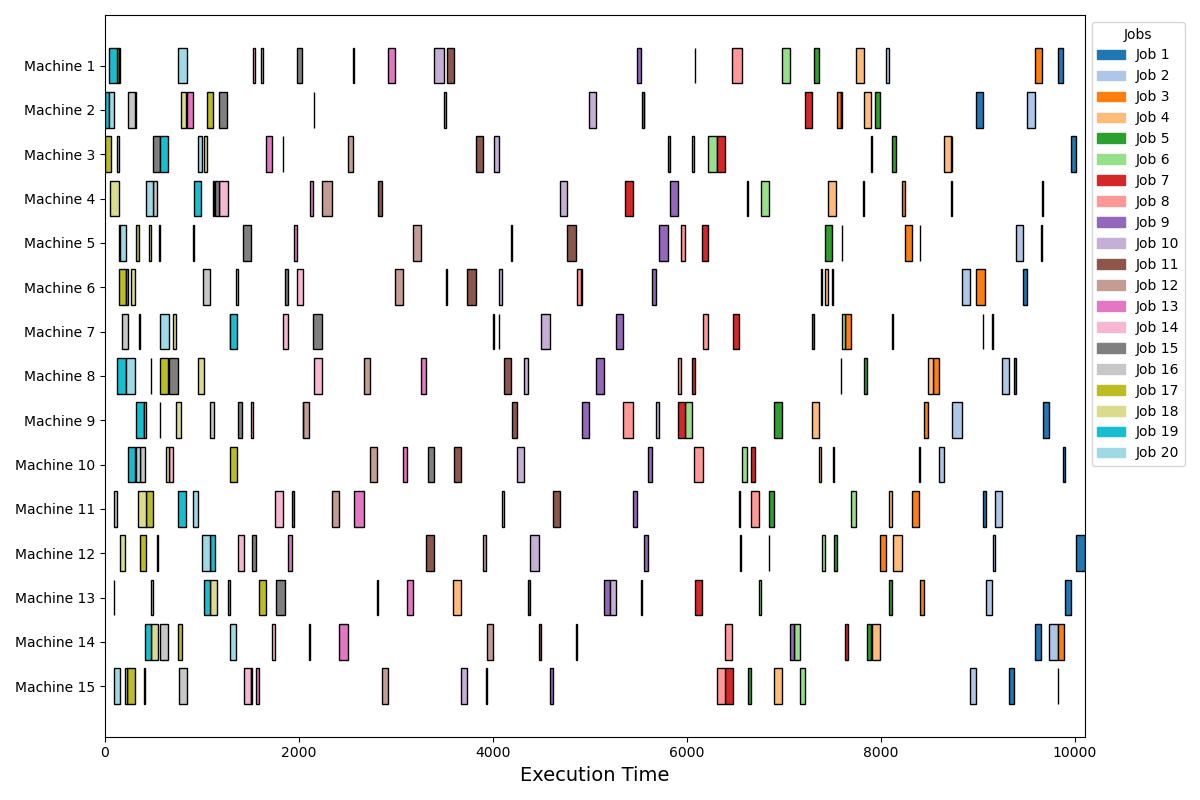 Machine 1
Machine 2
Machine 3
Machine 4
Machine 5
Machine 6
Machine 7
Machine 8
Machine 9
Machine 10
Machine 11
Machine 12
Machine 13
Machine 14
Machine 15
0 2000 4000 6000 8000 10000
Execution Time
Jobs
Job 1
Job 2
Job 3
Job 4
Job 5
Job 6
Job 7
Job 8
Job 9
Job 10
Job 11
Job 12
Job 13
Job 14
Job 15
Job 16
Job 17
Job 18
Job 19
Job 20